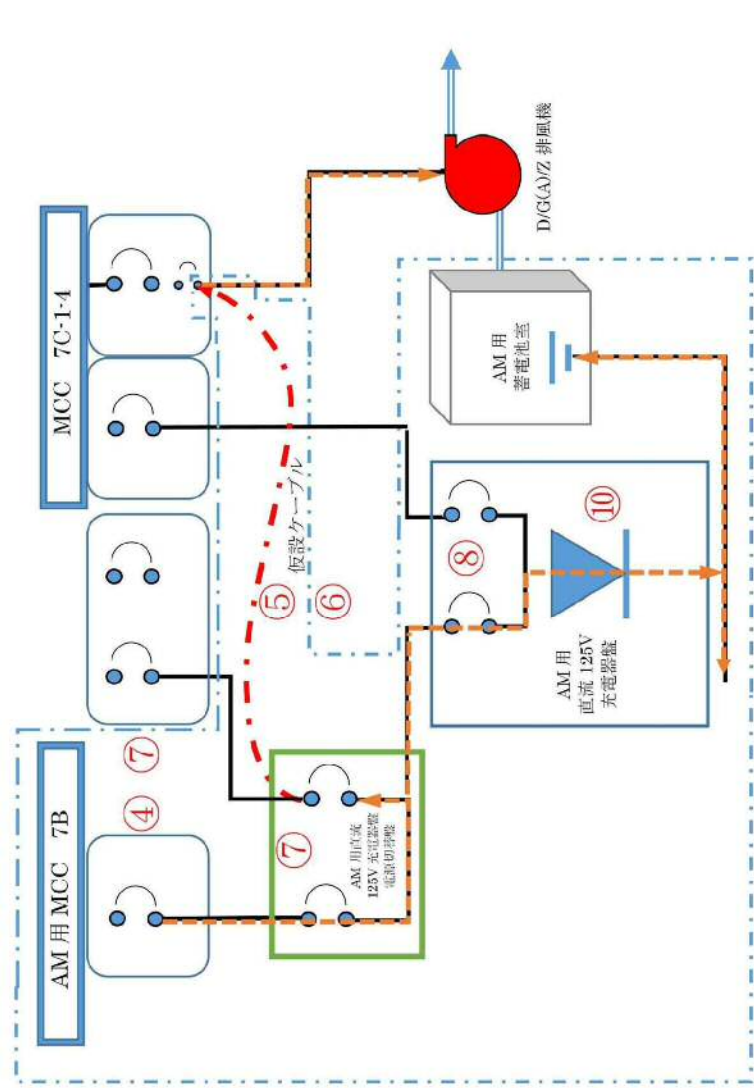 AM 用 MCC 7B
MCC 7C-1-4
④
⑦
⑦
AM 用直流
125V 充電器盤
電源切替盤
⑤
仮設ケーブル
⑥
⑧
⑩
AM 用
直流 125V
充電器盤
AM 用
蓄電池室
D/G(A)/Z 排風機